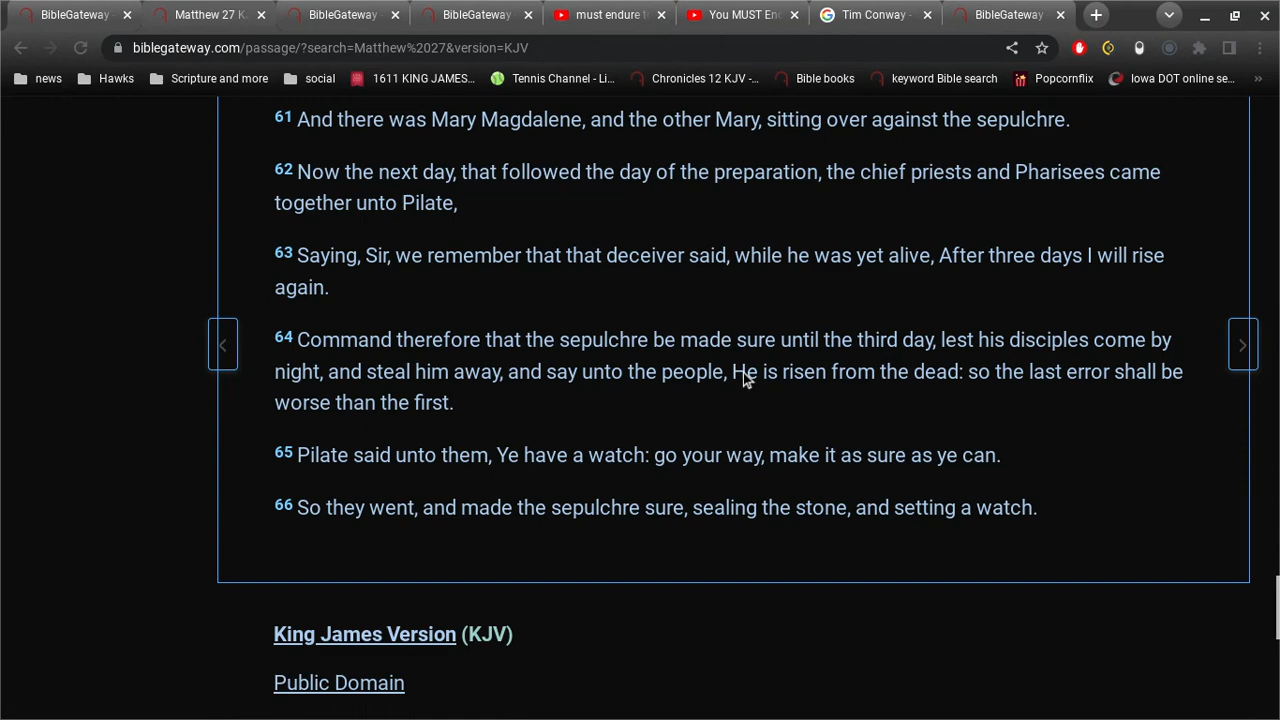 BibleGateway
Matthew 27 K
BibleGateway
BibleGateway
must endure to
You MUST End
Tim Conway -
BibleGateway
biblegateway.com/passage/?search=Matthew%2027&version=KJV
news
Hawks
Scripture and more
social
1611 KING JAMES...
Tennis Channel - Li...
Chronicles 12 KJV -...
Bible books
keyword Bible search
Popcornflix
Iowa DOT online se...
»
61 And there was Mary Magdalene, and the other Mary, sitting over against the sepulchre.
62 Now the next day, that followed the day of the preparation, the chief priests and Pharisees came
together unto Pilate,
63 Saying, Sir, we remember that that deceiver said, while he was yet alive, After three days I will rise
again.
64 Command therefore that the sepulchre be made sure until the third day, lest his disciples come by
night, and steal him away, and say unto the people, He is risen from the dead: so the last error shall be
worse than the first.
65 Pilate said unto them, Ye have a watch: go your way, make it as sure as ye can.
66 So they went, and made the sepulchre sure, sealing the stone, and setting a watch.
King James Version (KJV)
Public Domain